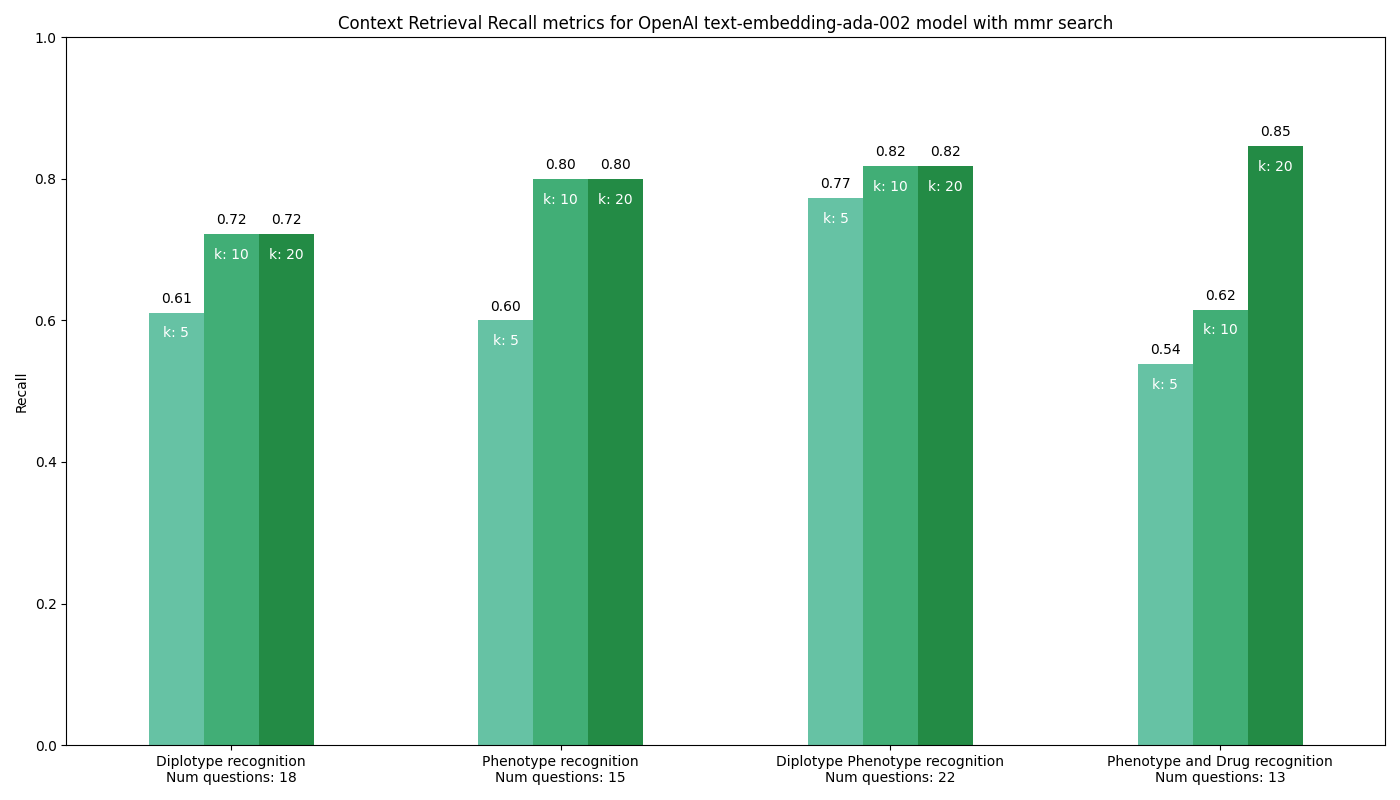 Context Retrieval Recall metrics for OpenAI text-embedding-ada-002 model with mmr search
Recall
1.0
0.8
0.6
0.4
0.2
0.0
0.61
k: 5
0.72
k: 10
0.72
k: 20
0.60
k: 5
0.80
k: 10
0.80
k: 20
0.77
k: 5
0.82
k: 10
0.82
k: 20
0.54
k: 5
0.62
k: 10
0.85
k: 20
Diplotype recognition
Num questions: 18
Phenotype recognition
Num questions: 15
Diplotype Phenotype recognition
Num questions: 22
Phenotype and Drug recognition
Num questions: 13